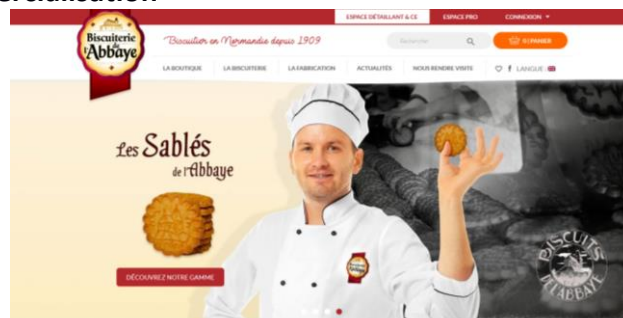 ESPACE DÉTAILLANT & CE
ESPACE PRO
CONNEXION
Biscuiterie
de
l'Abbaye
Biscuitier en Normandie depuis 1909
Rechercher
PANIER
LA BOUTIQUE
LA BISCUITERIE
LA FABRICATION
ACTUALITÉS
NOUS RENDRE VISITE
LANGUE :
Les Sablés
de l'Abbaye
DÉCOUVREZ NOTRE GAMME
BISCUITS
DE L'ABBAYE